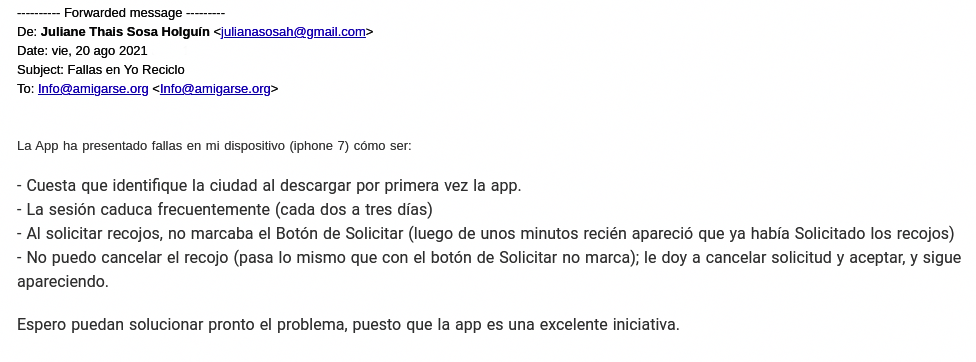 ---------- Forwarded message ---------
De: Juliane Thais Sosa Holguín <julianasosah@gmail.com>
Date: vie, 20 ago 2021
Subject: Fallas en Yo Reciclo
To: Info@amigarse.org <Info@amigarse.org>
La App ha presentado fallas en mi dispositivo (iphone 7) cómo ser:
- Cuesta que identifique la ciudad al descargar por primera vez la app.
- La sesión caduca frecuentemente (cada dos a tres días)
- Al solicitar recojos, no marcaba el Botón de Solicitar (luego de unos minutos recién apareció que ya había Solicitado los recojos)
- No puedo cancelar el recojo (pasa lo mismo que con el botón de Solicitar no marca); le doy a cancelar solicitud y aceptar, y sigue
apareciendo.
Espero puedan solucionar pronto el problema, puesto que la app es una excelente iniciativa.